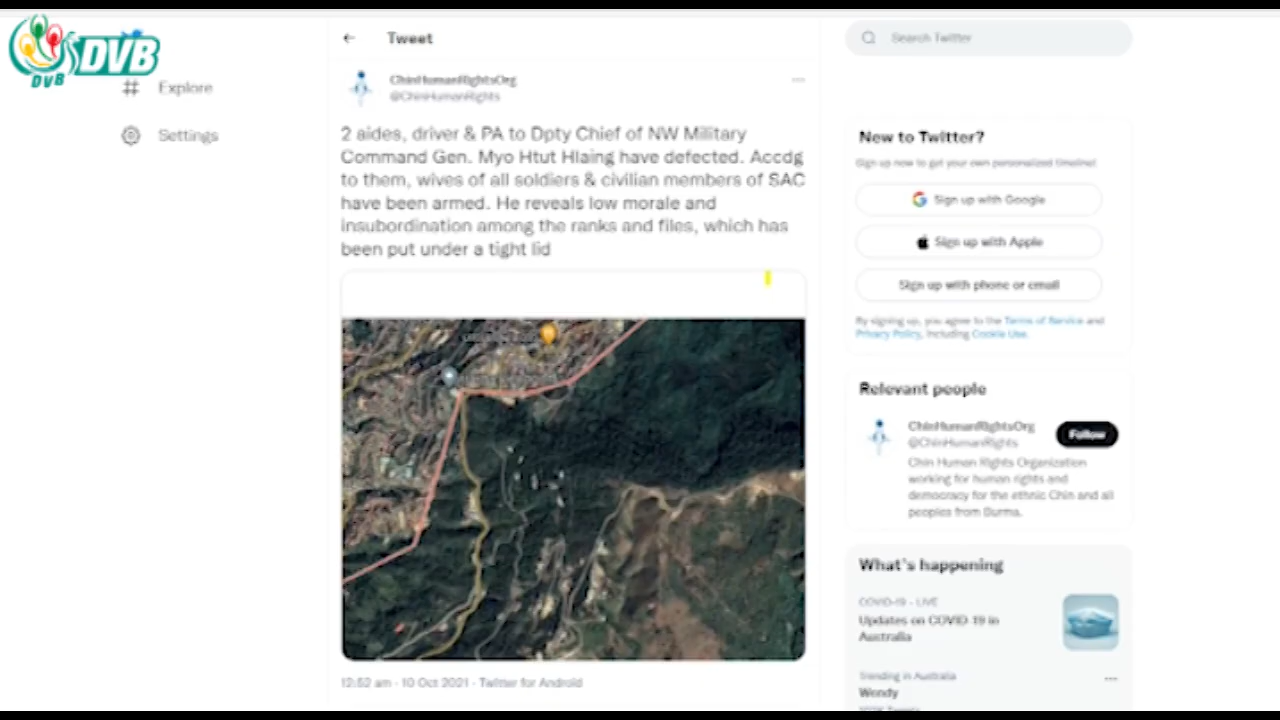 DVB
DVB
Explore
Settings
Tweet
ChinHumanRightsOrg
@ChinHumanRights
2 aides, driver & PA to Dpty Chief of NW Military
Command Gen. Myo Htut Hlaing have defected. Accdg
to them, wives of all soldiers & civilian members of SAC
have been armed. He reveals low morale and
insubordination among the ranks and files, which has
been put under a tight lid
12:52 am · 10 Oct 2021 · Twitter for Android
Search Twitter
New to Twitter?
Sign up now to get your own personalized timeline!
Sign up with Google
Sign up with Apple
Sign up with phone or email
By signing up, you agree to the Terms of Service and
Privacy Policy, including Cookie Use.
Relevant people
ChinHumanRightsOrg
@ChinHumanRights
Follow
Chin Human Rights Organization
working for human rights and
democracy for the ethnic Chin and all
peoples from Burma.
What's happening
COVID-19 · LIVE
Updates on COVID-19 in
Australia
Trending in Australia
Wendy
Tweets